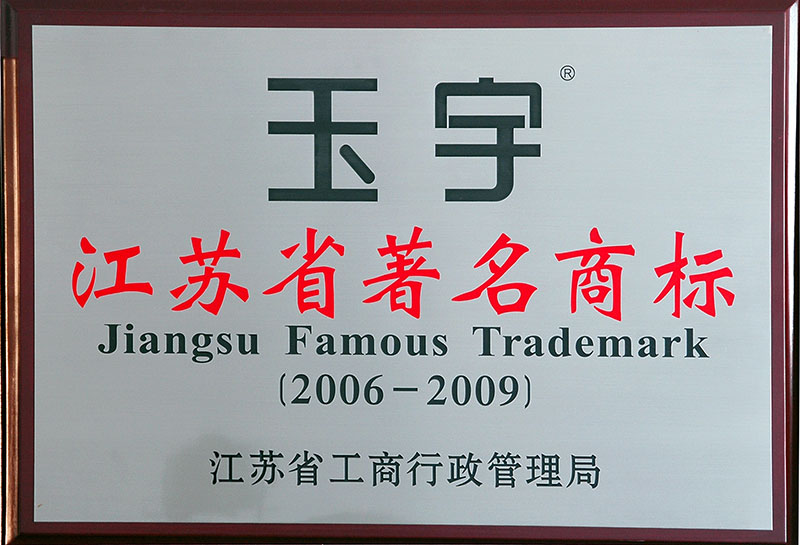 玉宇®
江苏省著名商标
Jiangsu Famous Trademark
(2006-2009)
江苏省工商行政管理局